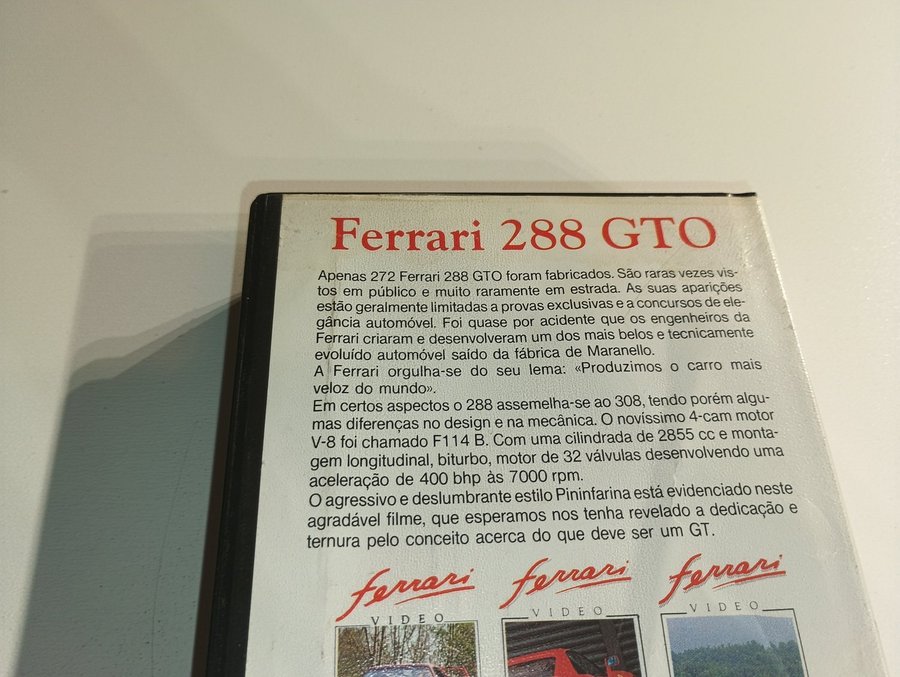 Ferrari 288 GTO
Apenas 272 Ferrari 288 GTO foram fabricados. São raras vezes vis-
tos em público e muito raramente em estrada. As suas aparições
estão geralmente limitadas a provas exclusivas e a concursos de ele-
gância automóvel. Foi quase por acidente que os engenheiros da
Ferrari criaram e desenvolveram um dos mais belos e tecnicamente
evoluído automóvel saído da fábrica de Maranello.
A Ferrari orgulha-se do seu lema: «Produzimos o carro mais
veloz do mundo».
Em certos aspectos o 288 assemelha-se ao 308, tendo porém algu-
mas diferenças no design e na mecânica. O novíssimo 4-cam motor
V-8 foi chamado F114 B. Com uma cilindrada de 2855 cc e monta-
gem longitudinal, biturbo, motor de 32 válvulas desenvolvendo uma
aceleração de 400 bhp às 7000 rpm.
O agressivo e deslumbrante estilo Pininfarina está evidenciado neste
agradável filme, que esperamos nos tenha revelado a dedicação e
ternura pelo conceito acerca do que deve ser um GT.
ferrari ferrari ferrari
VIDEO VIDEO VIDEO